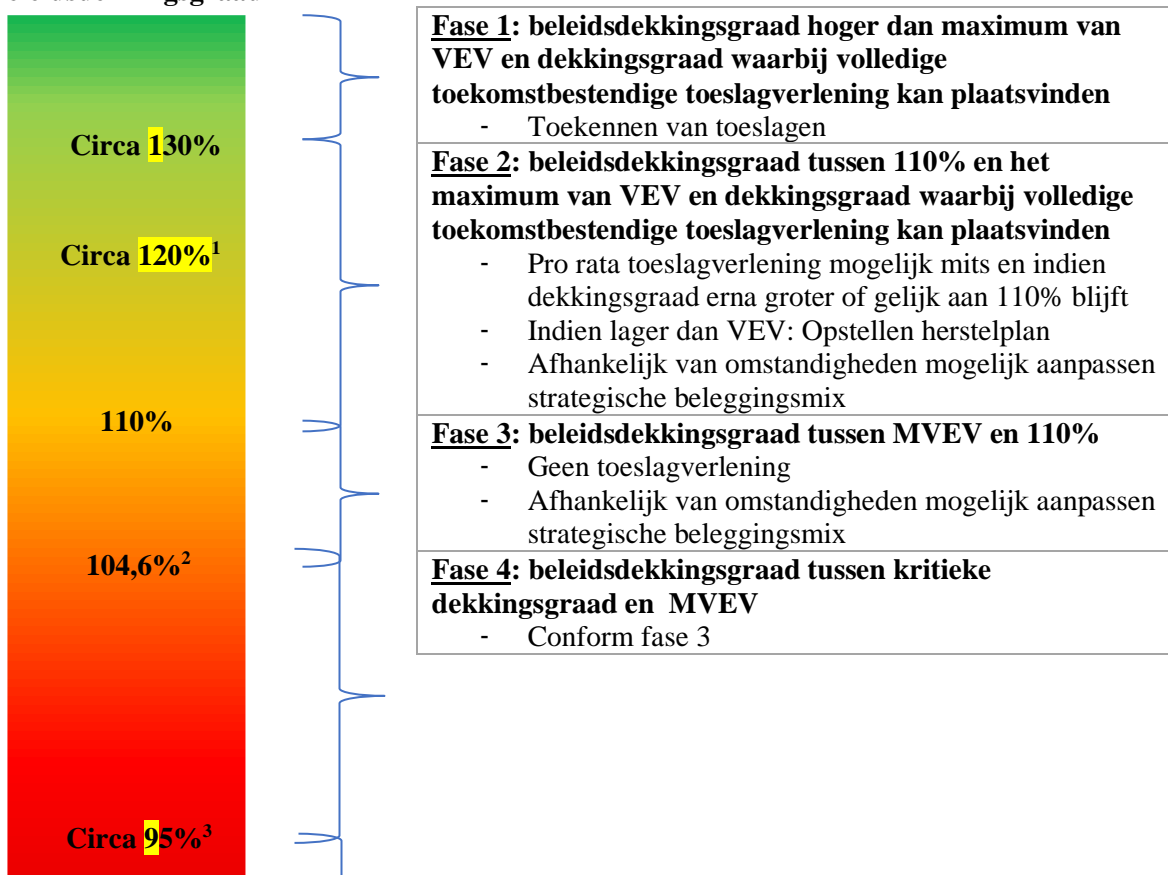 Circa 130%
Circa 120%1
110%
104,6%2
Circa 95%3
Fase 1: beleidsdekkingsgraad hoger dan maximum van
VEV en dekkingsgraad waarbij volledige
toekomstbestendige toeslagverlening kan plaatsvinden
- Toekennen van toeslagen
Fase 2: beleidsdekkingsgraad tussen 110% en het
maximum van VEV en dekkingsgraad waarbij volledige
toekomstbestendige toeslagverlening kan plaatsvinden
- Pro rata toeslagverlening mogelijk mits en indien
dekkingsgraad erna groter of gelijk aan 110% blijft
- Indien lager dan VEV: Opstellen herstelplan
- Afhankelijk van omstandigheden mogelijk aanpassen
strategische beleggingsmix
Fase 3: beleidsdekkingsgraad tussen MVEV en 110%
- Geen toeslagverlening
- Afhankelijk van omstandigheden mogelijk aanpassen
strategische beleggingsmix
Fase 4: beleidsdekkingsgraad tussen kritieke
dekkingsgraad en MVEV
- Conform fase 3